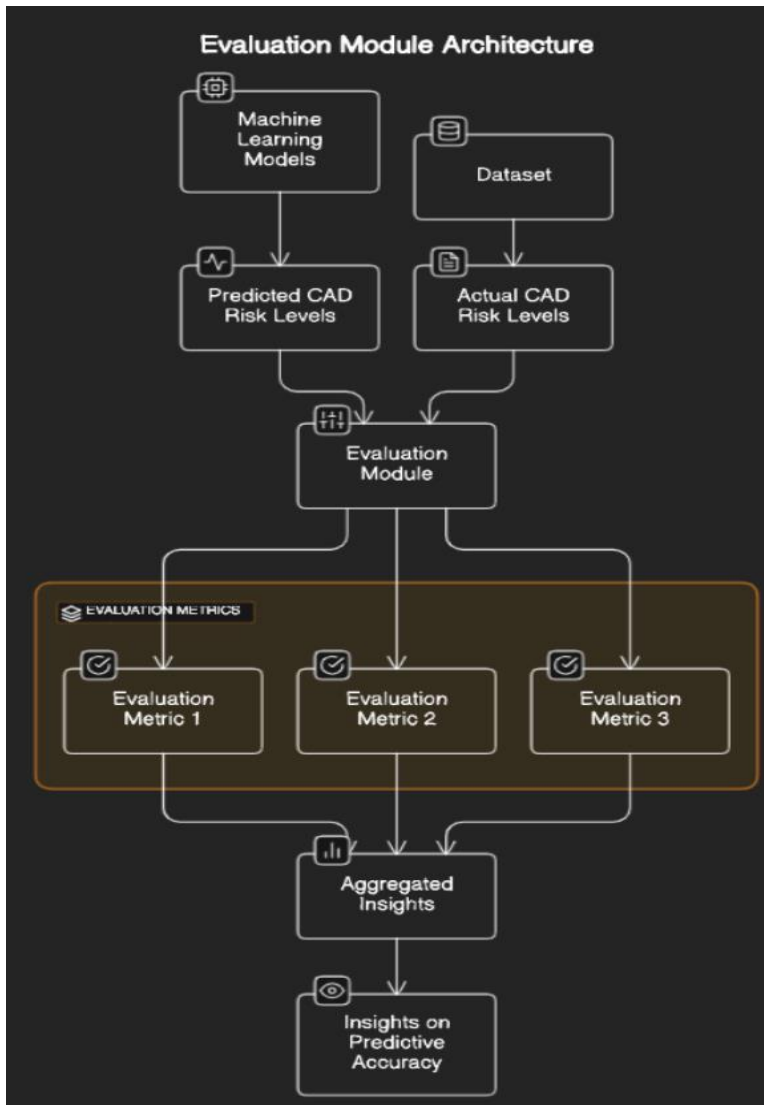 Evaluation Module Architecture
Machine
Learning
Models
Dataset
Predicted CAD
Risk Levels
Actual CAD
Risk Levels
Evaluation
Module
EVALUATION METRICS
Evaluation
Metric 1
Evaluation
Metric 2
Evaluation
Metric 3
Aggregated
Insights
Insights on
Predictive
Accuracy